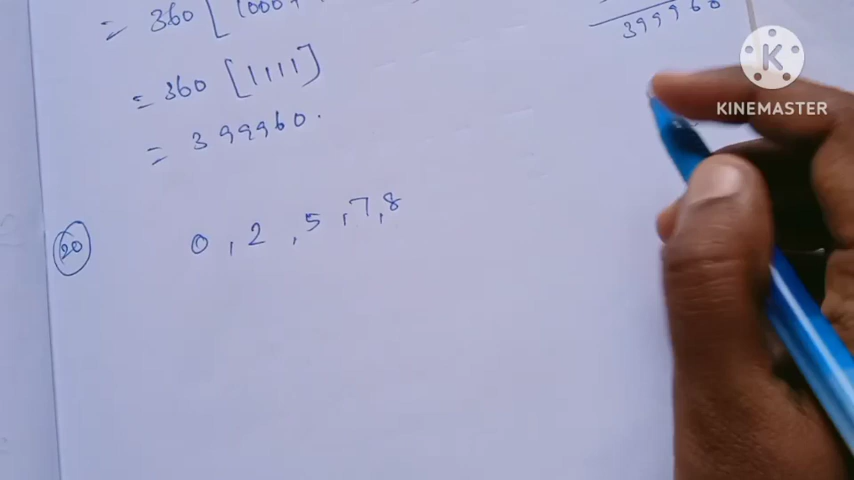 = 360 [1000+
399960
= 360 [1111]
= 399960.
20 0, 2, 5, 7, 8
KINEMASTER